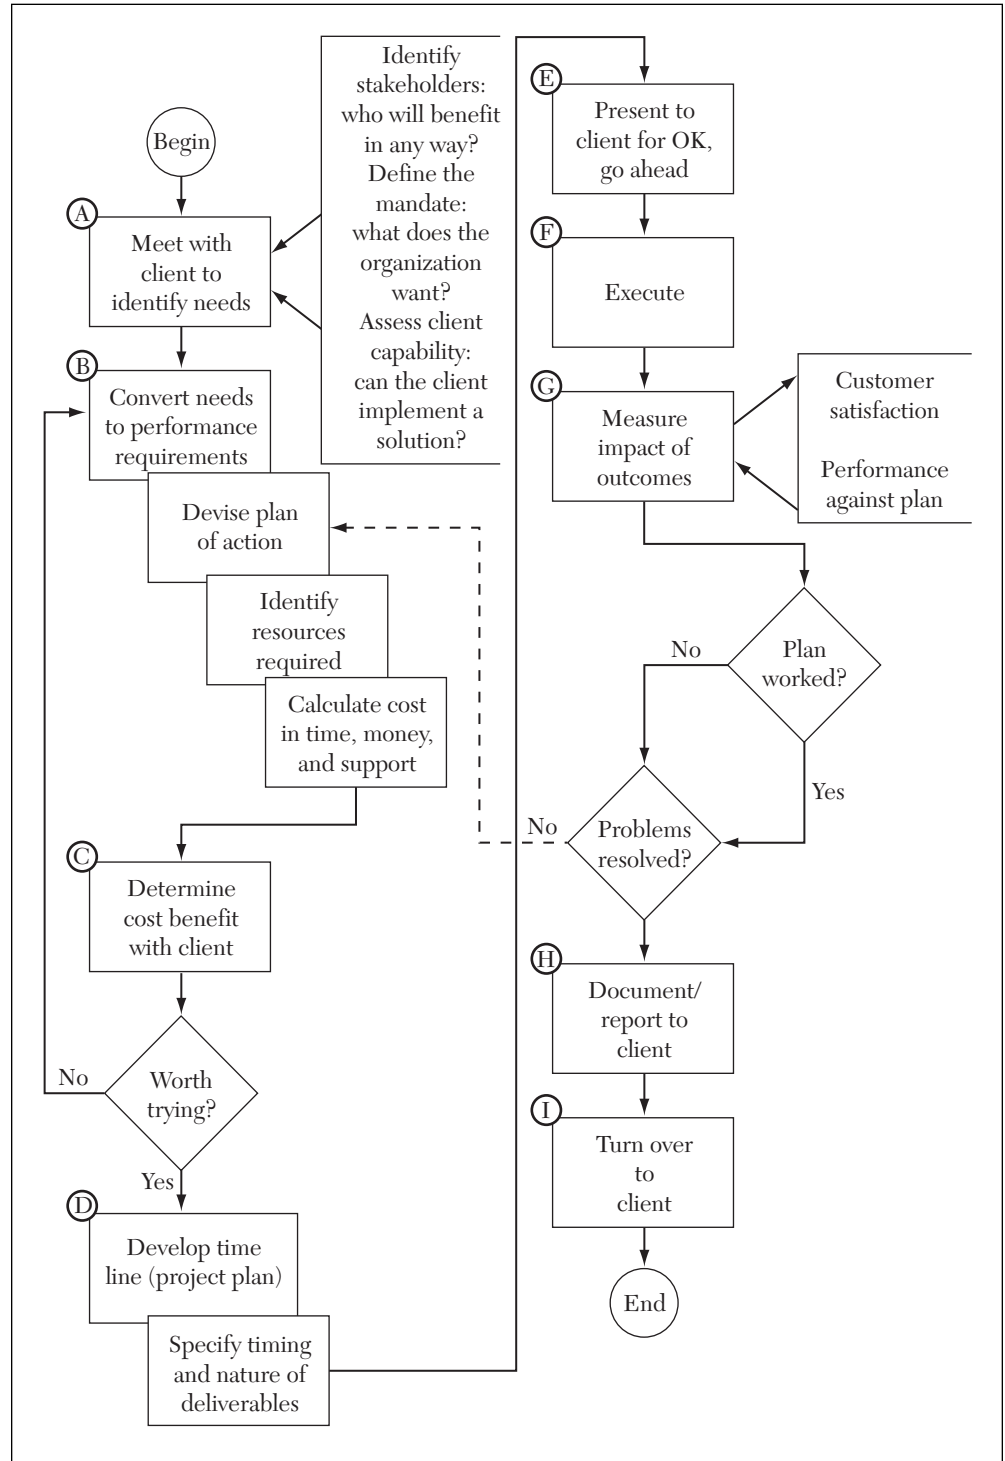 Begin
A
Meet with
client to
identify needs
Identify
stakeholders:
who will benefit
in any way?
Define the
mandate:
what does the
organization
want?
Assess client
capability:
can the client
implement a
solution?
B
Convert needs
to performance
requirements
Devise plan
of action
Identify
resources
required
Calculate cost
in time, money,
and support
C
Determine
cost benefit
with client
Worth
trying?
No
Yes
D
Develop time
line (project plan)
Specify timing
and nature of
deliverables
E
Present to
client for OK,
go ahead
F
Execute
G
Measure
impact of
outcomes
Customer
satisfaction
Performance
against plan
Plan
worked?
No
Yes
Problems
resolved?
No
H
Document/
report to
client
I
Turn over
to
client
End